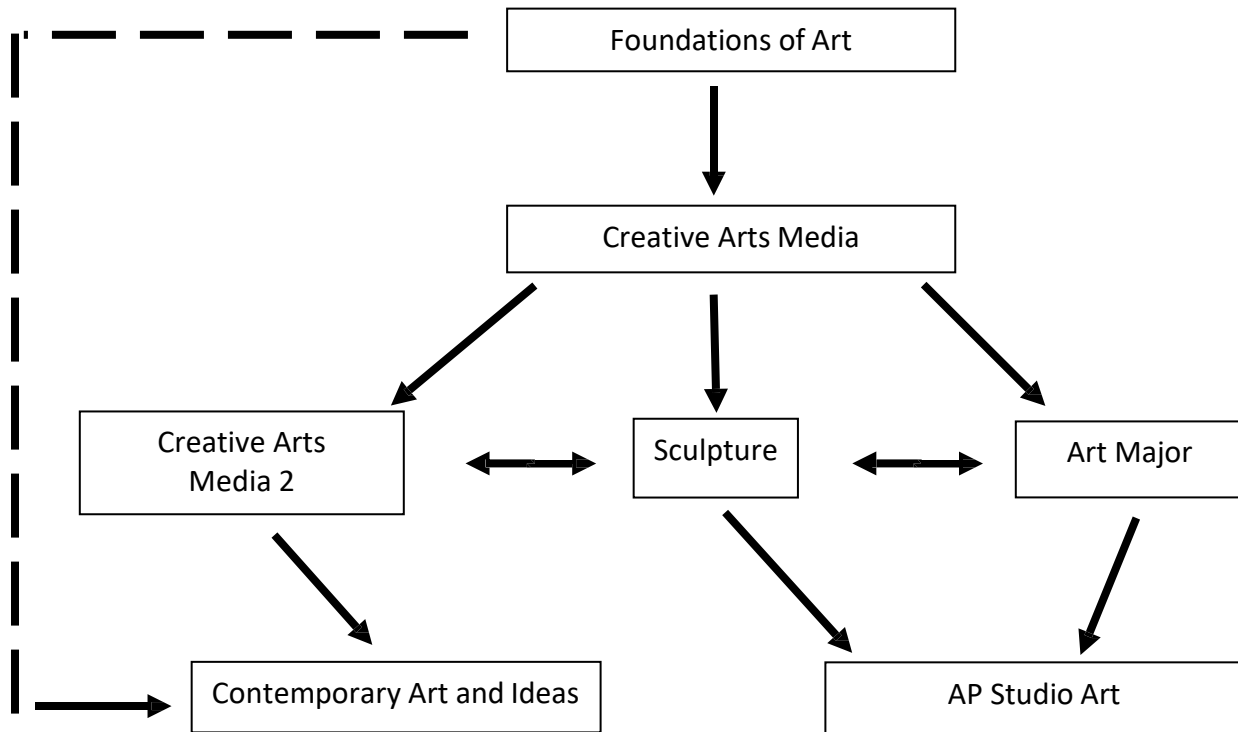 Foundations of Art
Creative Arts Media
Creative Arts
Media 2
Sculpture
Art Major
Contemporary Art and Ideas
AP Studio Art